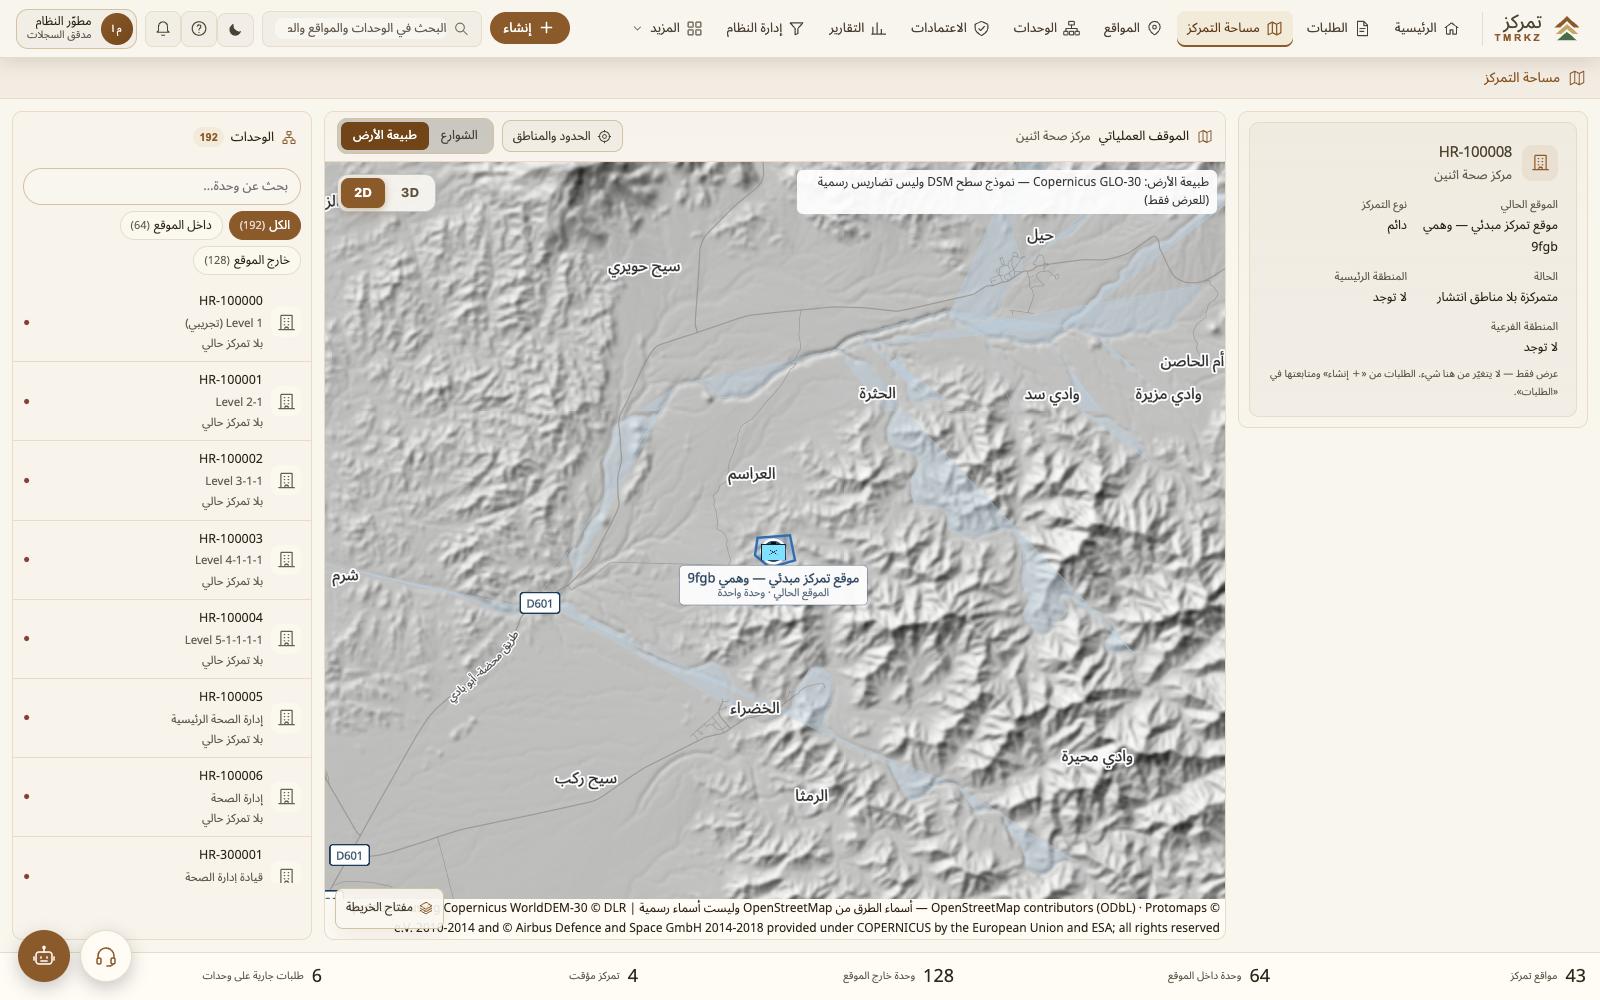 تمركز
TMRKZ
الرئيسية
الطلبات
مساحة التمركز
المواقع
الوحدات
الاعتمادات
التقارير
إدارة النظام
المزيد
إنشاء
البحث في الوحدات والمواقع والد
مطوّر النظام
مدقق السجلات
م ا
مساحة التمركز
HR-100008
مركز صحة اثنين
الموقع الحالي
موقع تمركز مبدئي — وهمي 9fgb
نوع التمركز
دائم
الحالة
متمركزة بلا مناطق انتشار
المنطقة الرئيسية
لا توجد
المنطقة الفرعية
لا توجد
عرض فقط — لا يتغيّر من هنا شيء. الطلبات من «+ إنشاء» ومتابعتها في «الطلبات».
الموقف العملياتي
مركز صحة اثنين
الحدود والمناطق
الشوارع
طبيعة الأرض
طبيعة الأرض: Copernicus GLO-30 — نموذج سطح DSM وليس تضاريس رسمية
(للعرض فقط)
2D
3D
حيل
سيح حويري
أم الحاصن
وادي مزيرة
وادي سد
الحثرة
العراسم
شرم
موقع تمركز مبدئي — وهمي 9fgb
الموقع الحالي · وحدة واحدة
D601
طريق محضة- أبو بادي
الخضراء
وادي محيرة
سيح ركب
الرمثا
D601
مفتاح الخريطة
© OpenStreetMap contributors (ODbL) · Protomaps — أسماء الطرق من OpenStreetMap وليست أسماء رسمية | Copernicus WorldDEM-30 © DLR
e.V. 2010-2014 and © Airbus Defence and Space GmbH 2014-2018 provided under COPERNICUS by the European Union and ESA; all rights reserved
الوحدات
192
بحث عن وحدة...
الكل (192)
داخل الموقع (64)
خارج الموقع (128)
HR-100000
Level 1 (تجريبي)
بلا تمركز حالي
HR-100001
Level 2-1
بلا تمركز حالي
HR-100002
Level 3-1-1
بلا تمركز حالي
HR-100003
Level 4-1-1-1
بلا تمركز حالي
HR-100004
Level 5-1-1-1-1
بلا تمركز حالي
HR-100005
إدارة الصحة الرئيسية
بلا تمركز حالي
HR-100006
إدارة الصحة
بلا تمركز حالي
HR-300001
قيادة إدارة الصحة
43 مواقع تمركز
64 وحدة داخل الموقع
128 وحدة خارج الموقع
4 تمركز مؤقت
6 طلبات جارية على وحدات